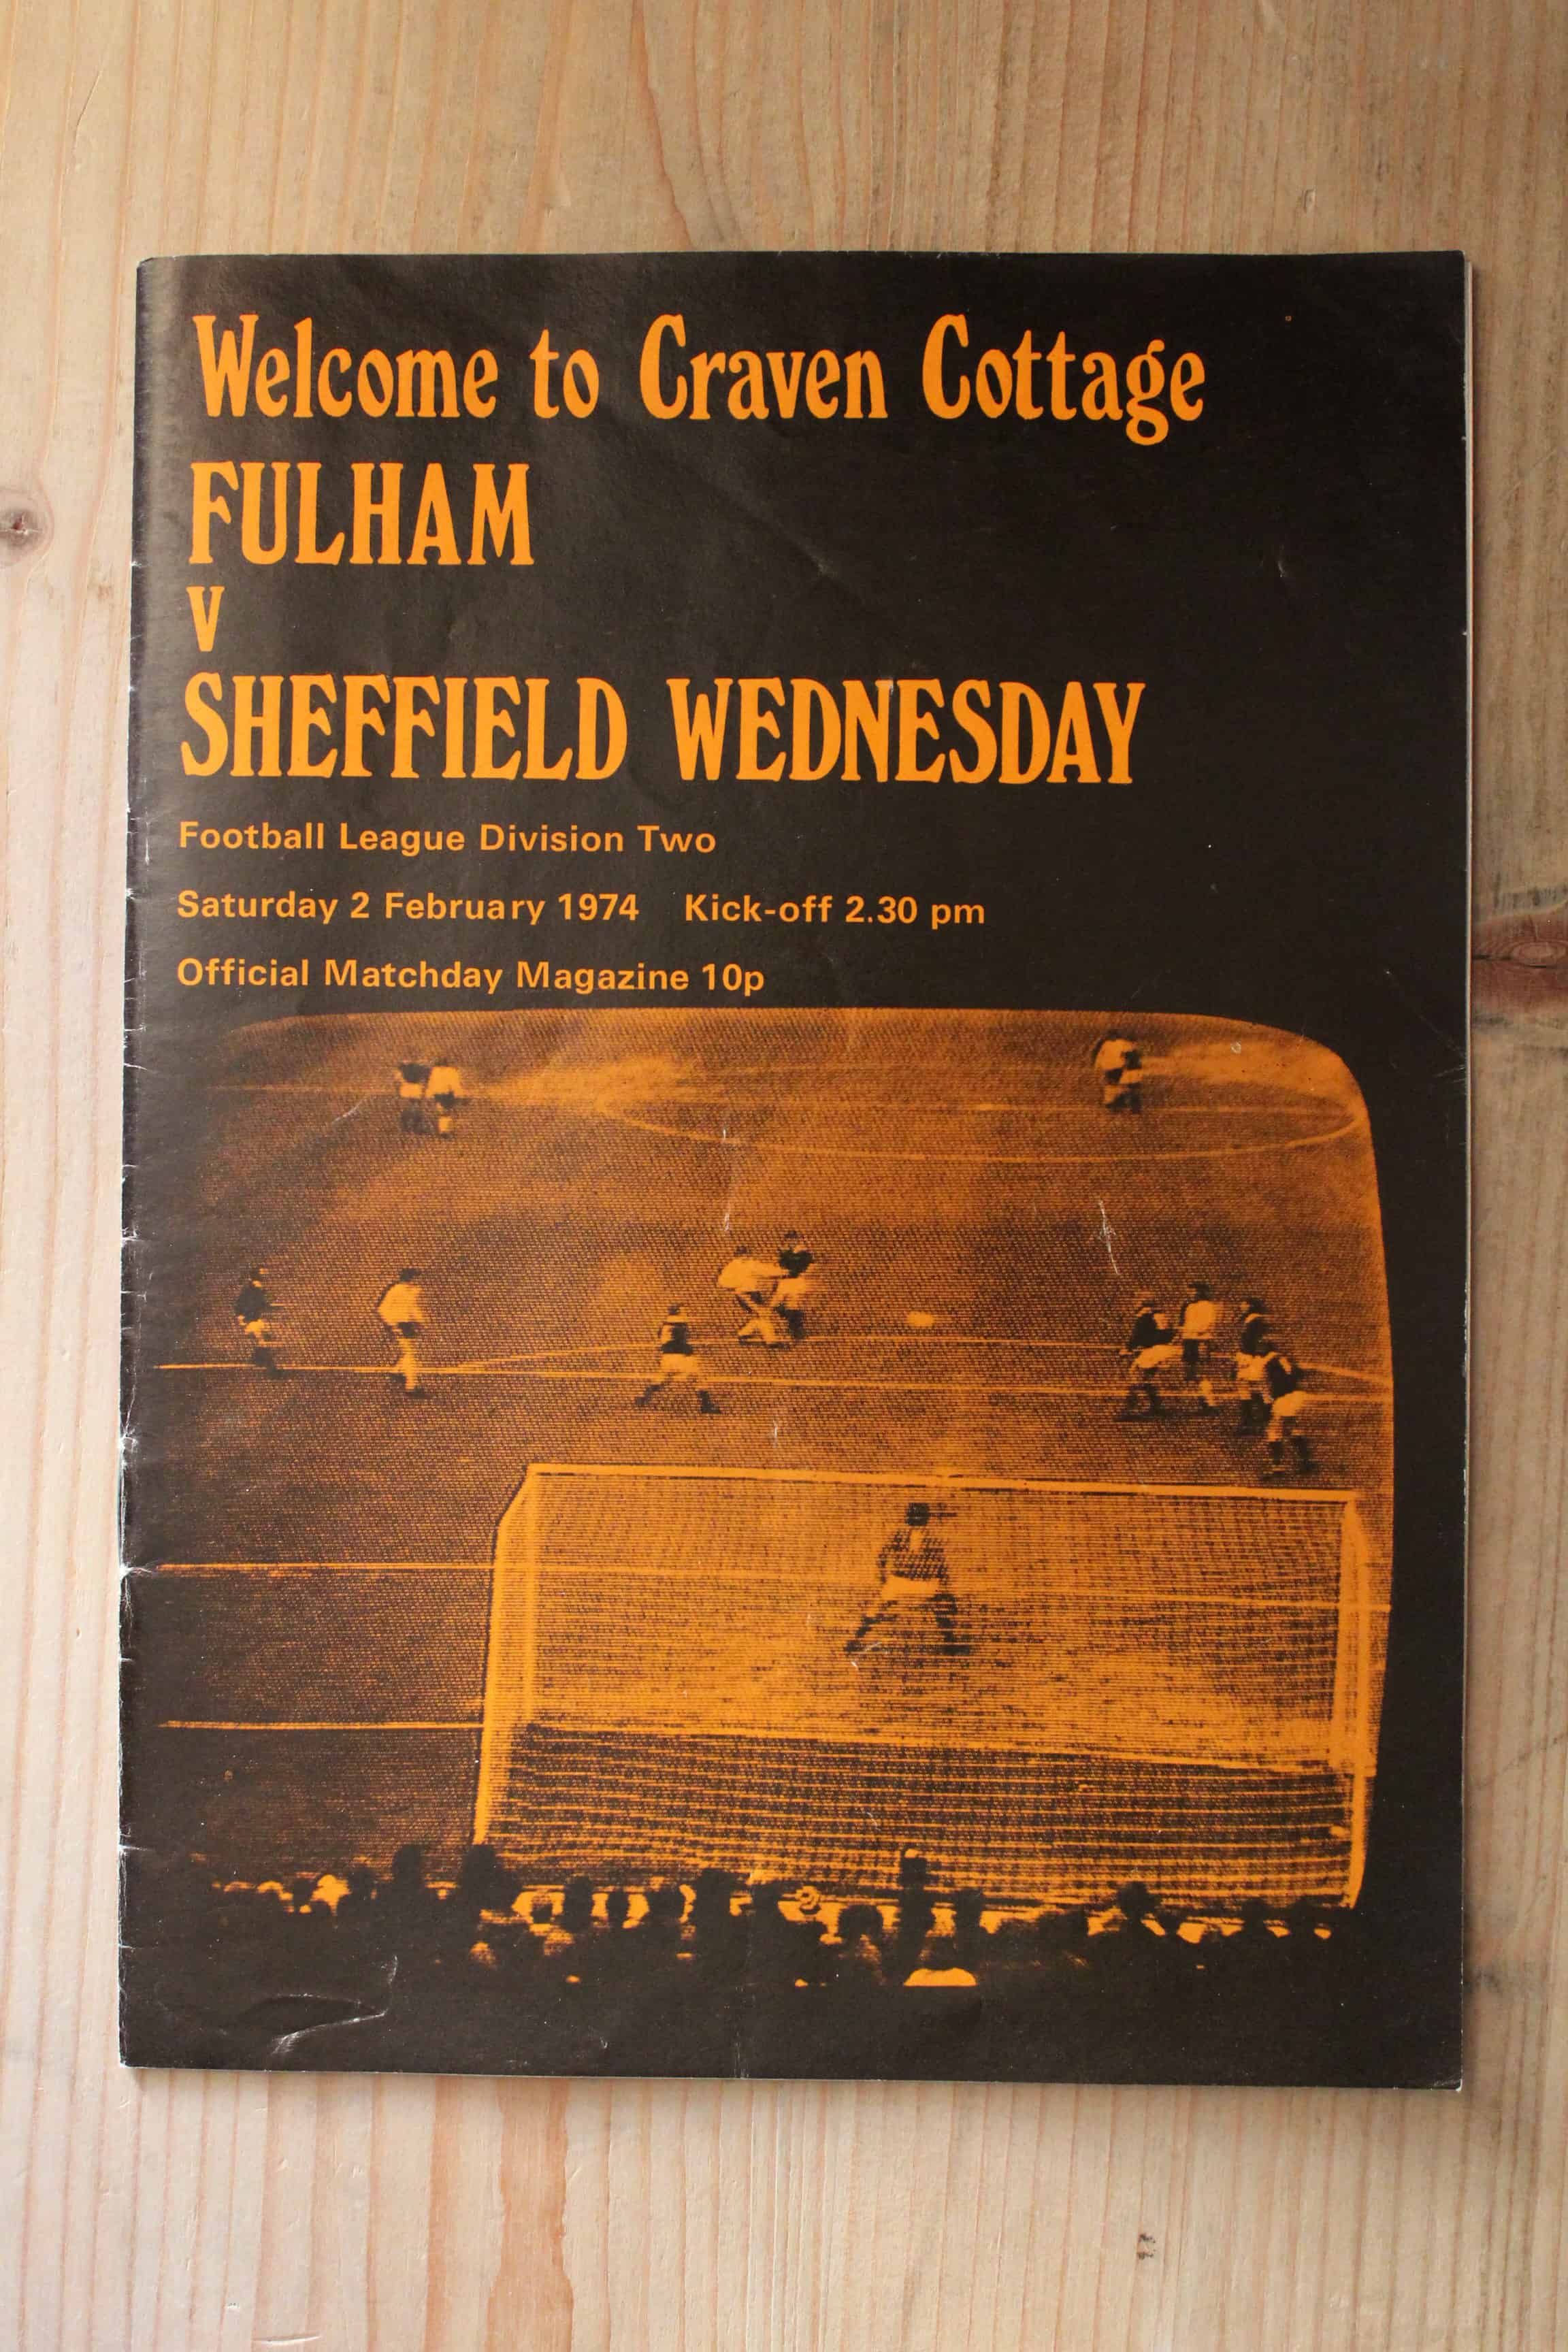 Welcome to Craven Cottage
FULHAM
V
SHEFFIELD WEDNESDAY
Football League Division Two
Saturday 2 February 1974 Kick-off 2.30 pm
Official Matchday Magazine 10p